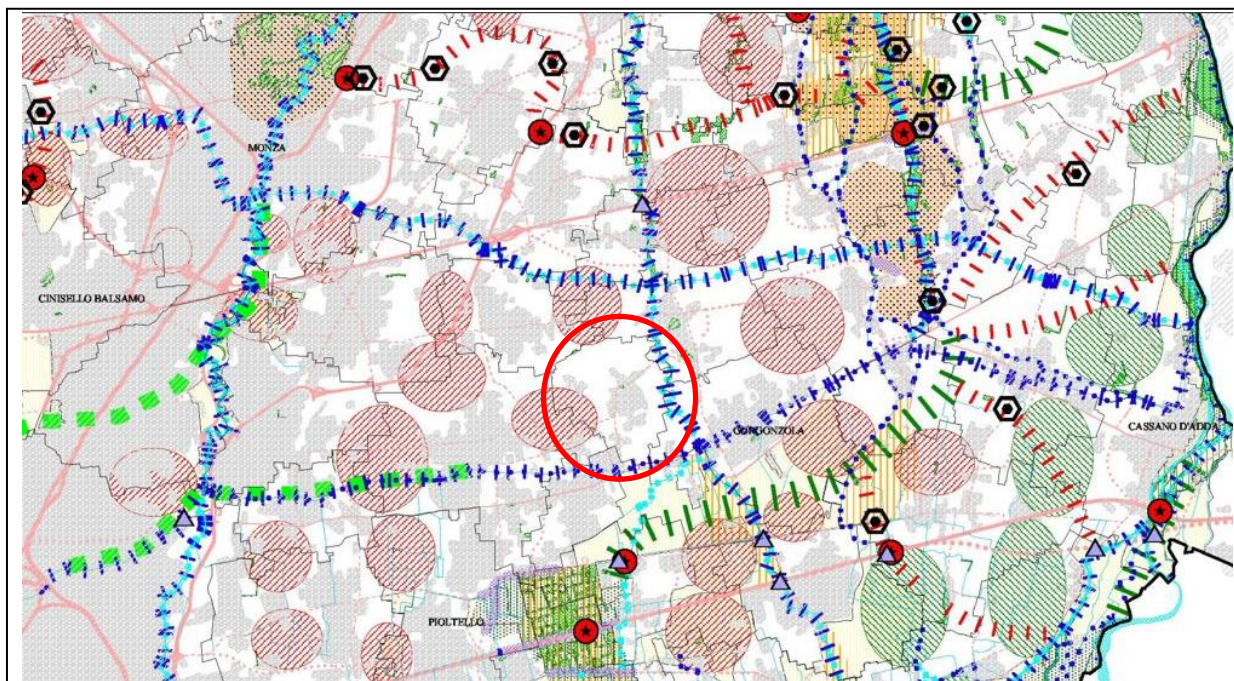 MONZA
CINISELLO BALSAMO
GORGONZOLA
CASSANO D'ADDA
PIOLTELLO